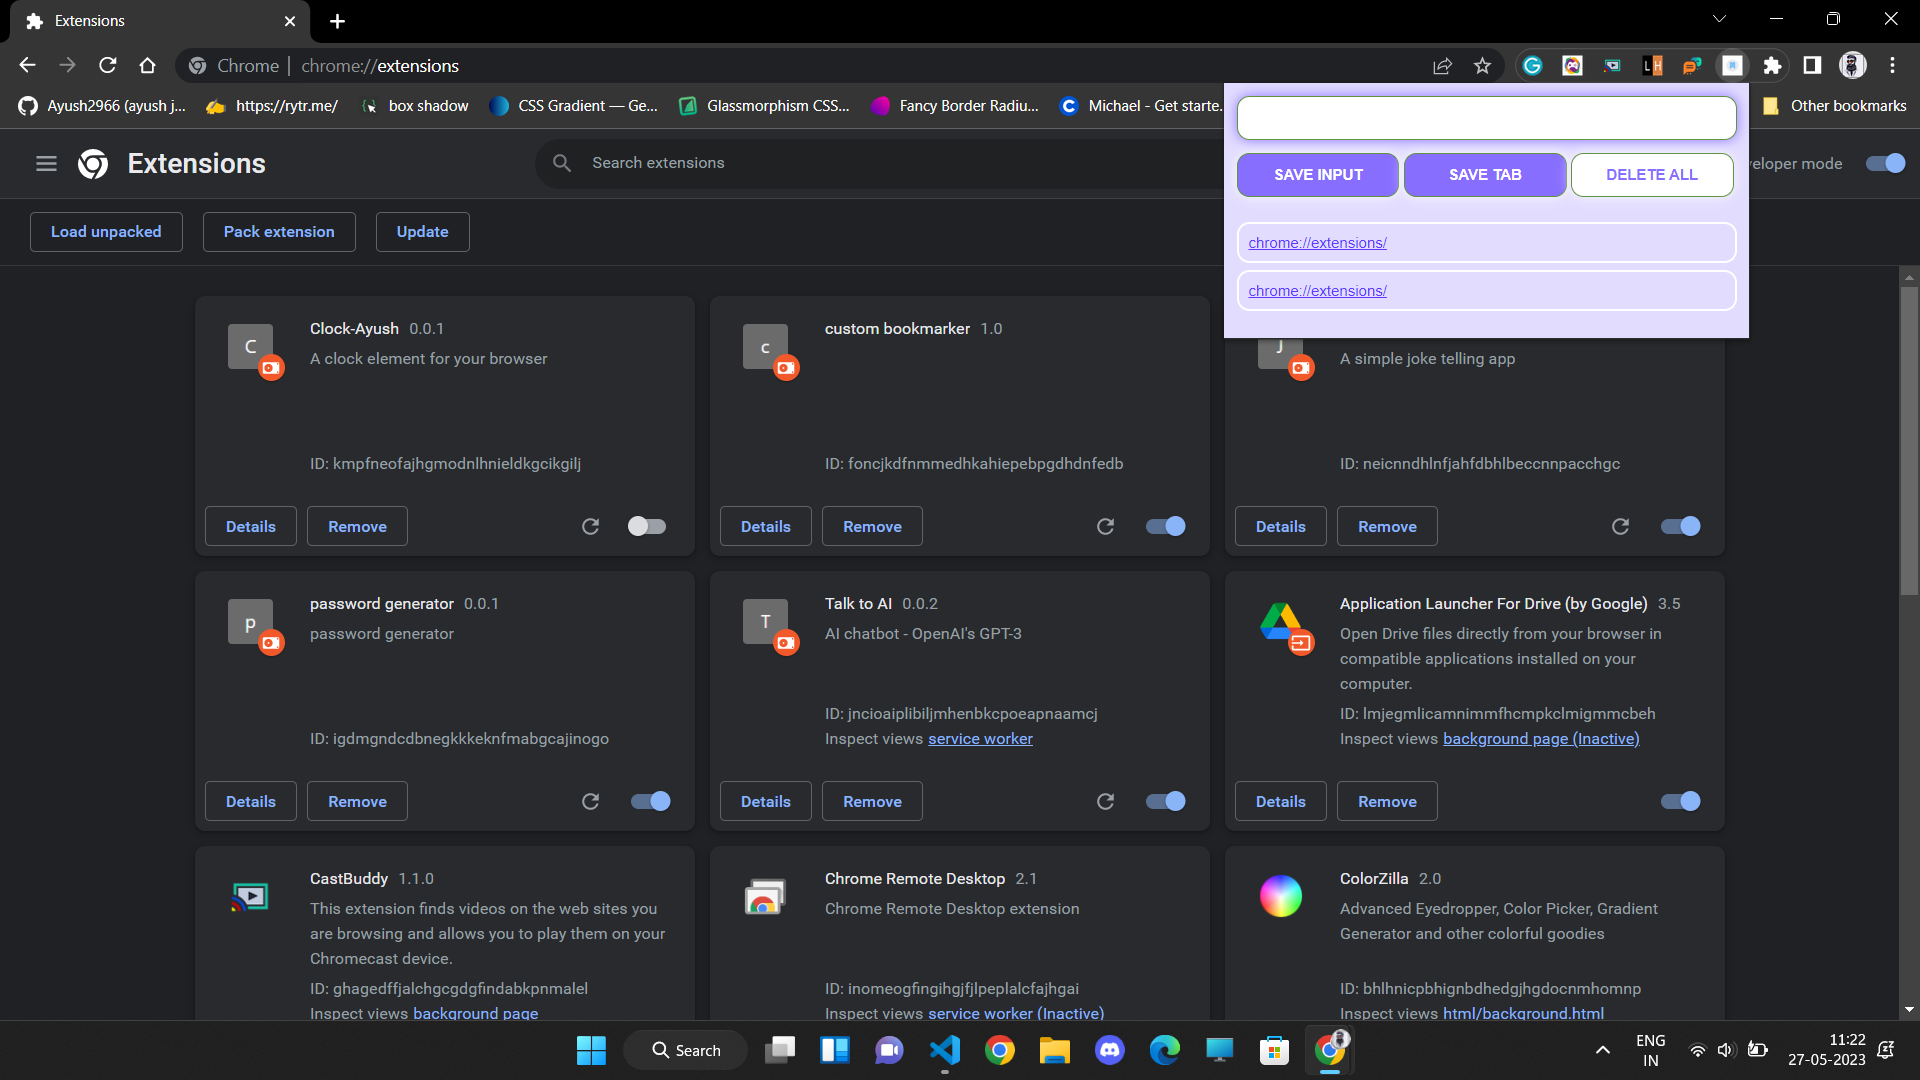 Extensions
Chrome | chrome://extensions
Ayush2966 (ayush j...
https://rytr.me/
box shadow
CSS Gradient — Ge...
Glassmorphism CSS...
Fancy Border Radiu...
Michael - Get starte.
Other bookmarks
Extensions
Search extensions
eloper mode
SAVE INPUT
SAVE TAB
DELETE ALL
chrome://extensions/
chrome://extensions/
Load unpacked
Pack extension
Update
C
Clock-Ayush 0.0.1
A clock element for your browser
ID: kmpfneofajhgmodnlhnieldkgcikgilj
Details
Remove
c
custom bookmarker 1.0
ID: foncjkdfnmmedhkahiepebpgdhdnfedb
Details
Remove
J
A simple joke telling app
ID: neicnndhlnfjahfdbhlbeccnnpacchgc
Details
Remove
p
password generator 0.0.1
password generator
ID: igdmgndcdbnegkkkeknfmabgcajinogo
Details
Remove
T
Talk to AI 0.0.2
AI chatbot - OpenAI's GPT-3
ID: jncioaiplibiljmhenbkcpoeapnaamcj
Inspect views service worker
Details
Remove
Application Launcher For Drive (by Google) 3.5
Open Drive files directly from your browser in
compatible applications installed on your
computer.
ID: lmjegmlicamnimmfhcmpkclmigmmcbeh
Inspect views background page (Inactive)
Details
Remove
CastBuddy 1.1.0
This extension finds videos on the web sites you
are browsing and allows you to play them on your
Chromecast device.
ID: ghagedffjalchgcgdgfindabkpnmalel
Inspect views background page
Chrome Remote Desktop 2.1
Chrome Remote Desktop extension
ID: inomeogfingihgjfjlpeplalcfajhgai
Inspect views service worker (Inactive)
ColorZilla 2.0
Advanced Eyedropper, Color Picker, Gradient
Generator and other colorful goodies
ID: bhlhnicpbhignbdhedgjhgdocnmhomnp
Inspect views html/background.html
Search
ENG
IN
11:22
27-05-2023